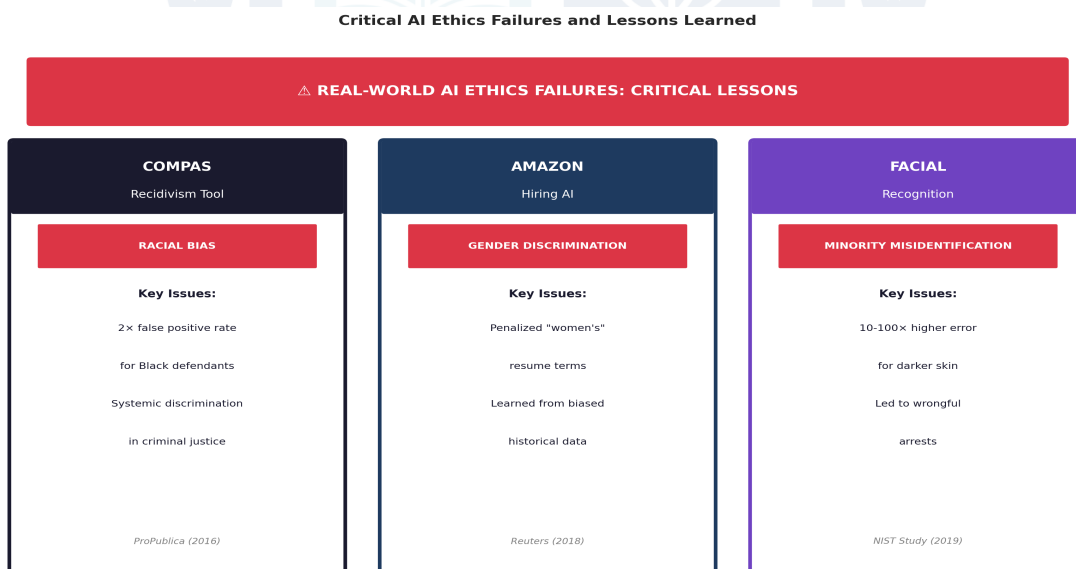 Critical AI Ethics Failures and Lessons Learned
⚠ REAL-WORLD AI ETHICS FAILURES: CRITICAL LESSONS
COMPAS
Recidivism Tool
RACIAL BIAS
Key Issues:
2× false positive rate
for Black defendants
Systemic discrimination
in criminal justice
ProPublica (2016)
AMAZON
Hiring AI
GENDER DISCRIMINATION
Key Issues:
Penalized "women's"
resume terms
Learned from biased
historical data
Reuters (2018)
FACIAL
Recognition
MINORITY MISIDENTIFICATION
Key Issues:
10-100× higher error
for darker skin
Led to wrongful
arrests
NIST Study (2019)